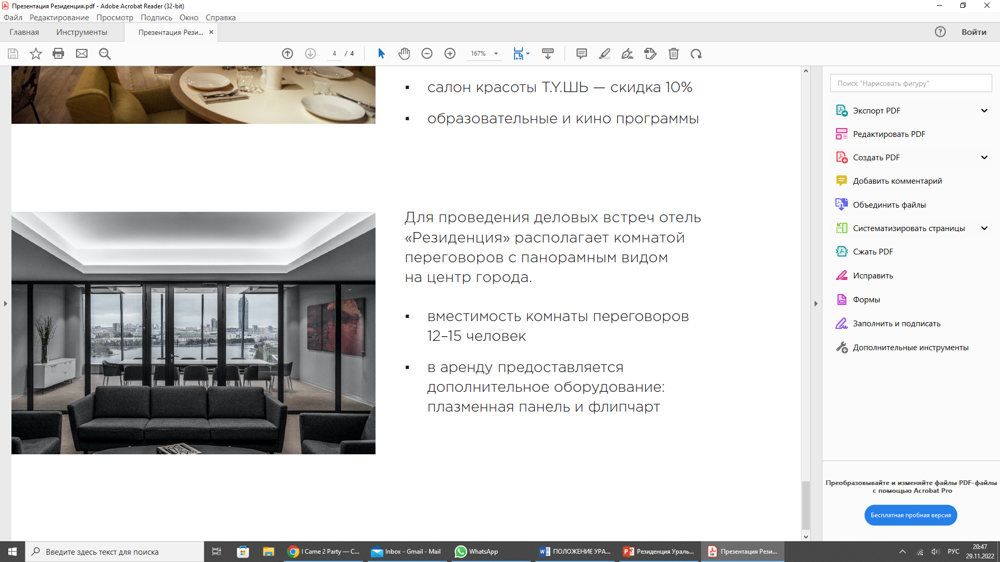 Презентация Резиденция.pdf - Adobe Acrobat Reader (32-bit)
Файл Редактирование Просмотр Подпись Окно Справка
Главная Инструменты Презентация Рези... × ? Войти
4 / 4 167%
▪ салон красоты Т.Y.ШЬ — скидка 10%
▪ образовательные и кино программы
Для проведения деловых встреч отель
«Резиденция» располагает комнатой
переговоров с панорамным видом
на центр города.
▪ вместимость комнаты переговоров
12–15 человек
▪ в аренду предоставляется
дополнительное оборудование:
плазменная панель и флипчарт
Поиск "Нарисовать фигуру"
Экспорт PDF
Редактировать PDF
Создать PDF
Добавить комментарий
Объединить файлы
Систематизировать страницы
Сжать PDF
Исправить
Формы
Заполнить и подписать
Дополнительные инструменты
Преобразовывайте и изменяйте файлы PDF-файлы
с помощью Acrobat Pro
Бесплатная пробная версия
Введите здесь текст для поиска
I Came 2 Party — C...
Inbox - Gmail - Mail
WhatsApp
ПОЛОЖЕНИЕ УРА...
Резиденция Ураль...
Презентация Рези...
РУС
20:47
29.11.2022